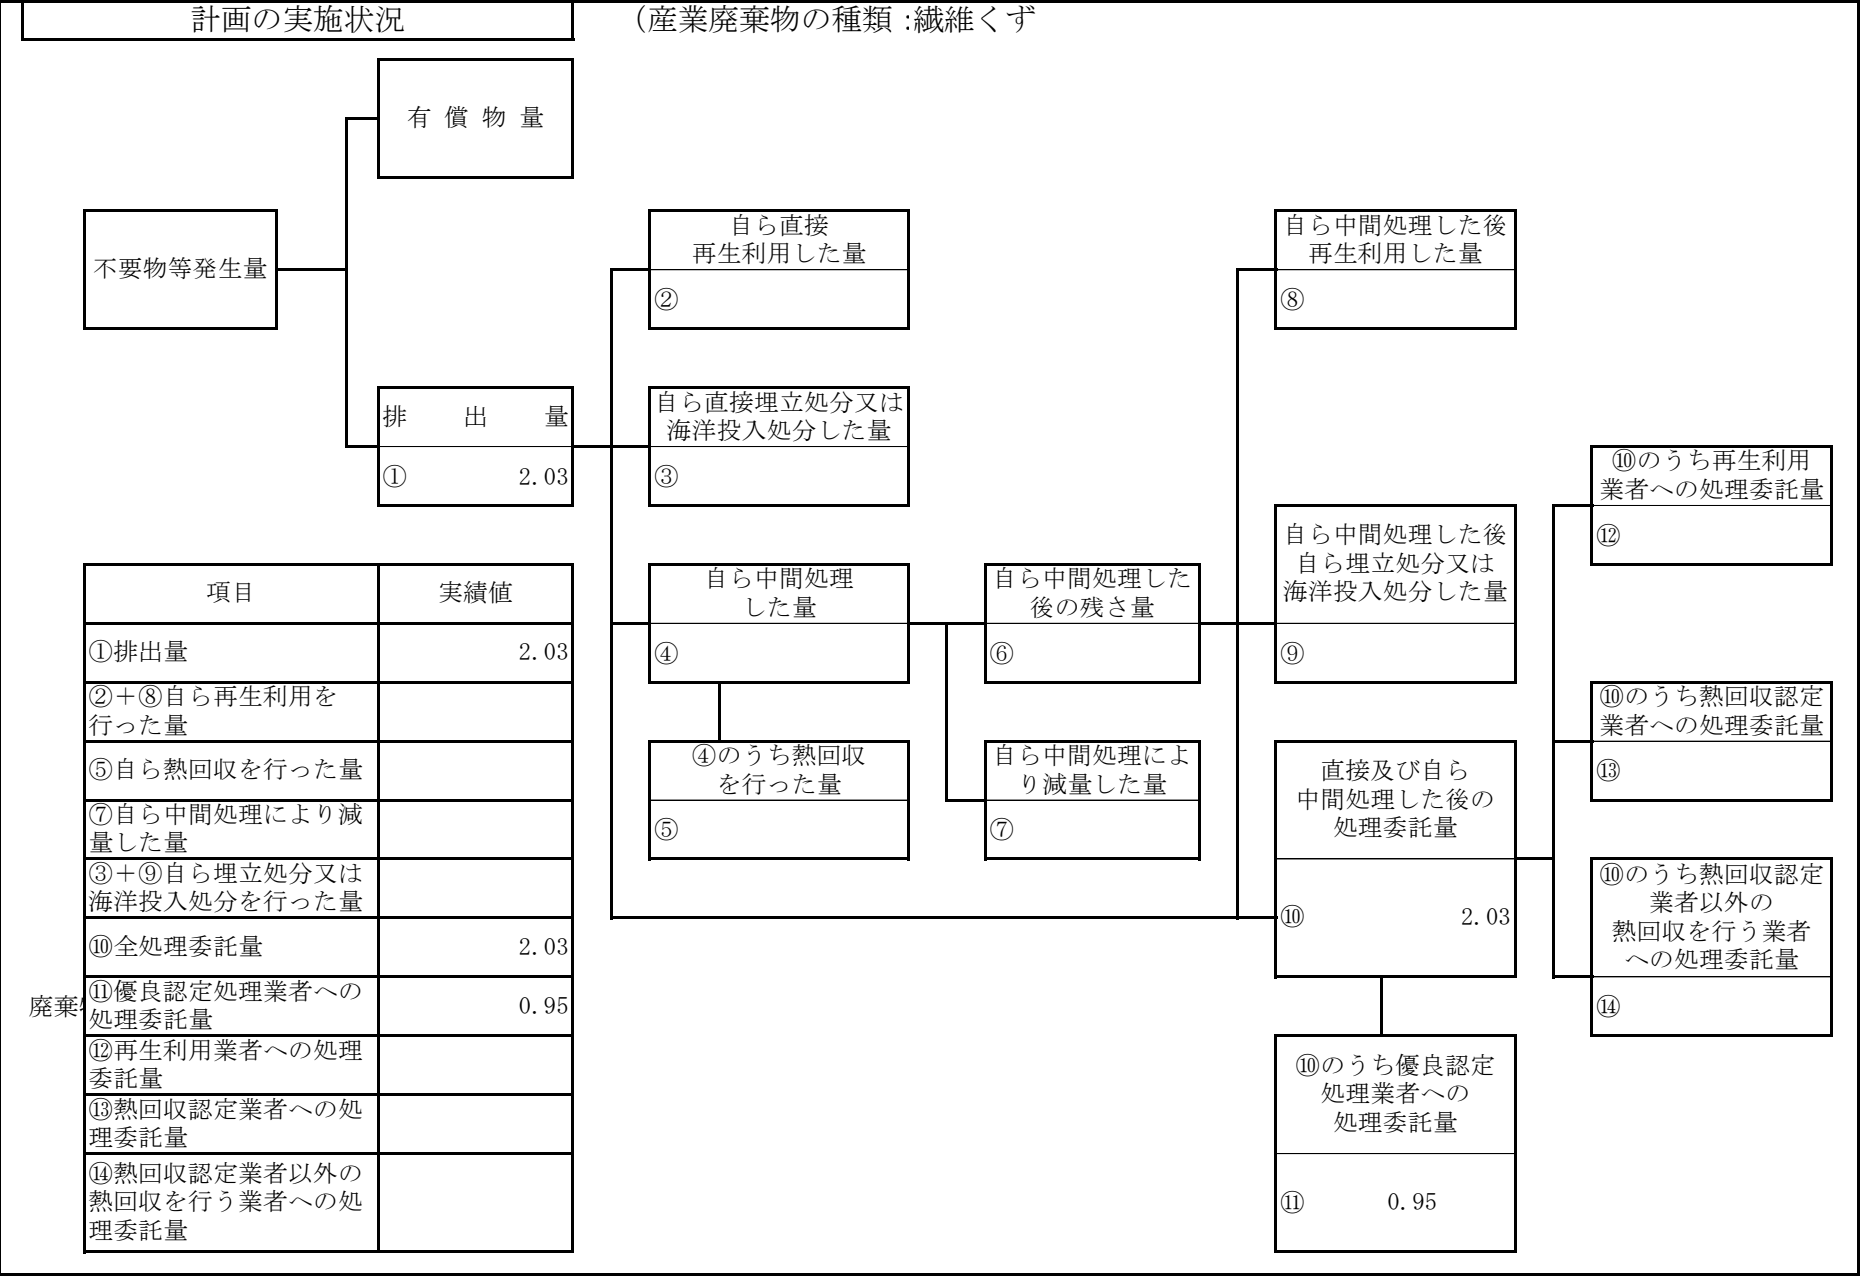 計画の実施状況
（産業廃棄物の種類 :繊維くず
有 償 物 量
不要物等発生量
自ら直接
再生利用した量
②
自ら中間処理した後
再生利用した量
⑧
排 出 量
① 2.03
自ら直接埋立処分又は
海洋投入処分した量
③
⑩のうち再生利用
業者への処理委託量
⑫
自ら中間処理した後
自ら埋立処分又は
海洋投入処分した量
⑨
自ら中間処理
した量
④
自ら中間処理した
後の残さ量
⑥
⑩のうち熱回収認定
業者への処理委託量
⑬
④のうち熱回収
を行った量
⑤
自ら中間処理によ
り減量した量
⑦
直接及び自ら
中間処理した後の
処理委託量
⑩ 2.03
⑩のうち熱回収認定
業者以外の
熱回収を行う業者
への処理委託量
⑭
⑩のうち優良認定
処理業者への
処理委託量
⑪ 0.95
項目 実績値
①排出量 2.03
②＋⑧自ら再生利用を
行った量
⑤自ら熱回収を行った量
⑦自ら中間処理により減
量した量
③＋⑨自ら埋立処分又は
海洋投入処分を行った量
⑩全処理委託量 2.03
廃棄
⑪優良認定処理業者への
処理委託量 0.95
⑫再生利用業者への処理
委託量
⑬熱回収認定業者への処
理委託量
⑭熱回収認定業者以外の
熱回収を行う業者への処
理委託量